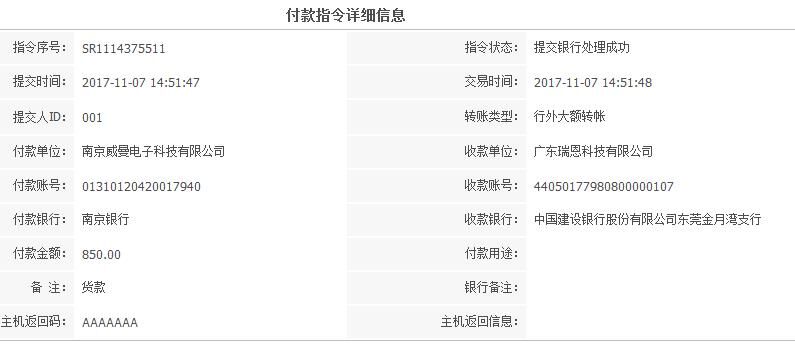 付款指令详细信息
指令序号： SR1114375511 指令状态： 提交银行处理成功
提交时间： 2017-11-07 14:51:47 交易时间： 2017-11-07 14:51:48
提交人ID： 001 转账类型： 行外大额转帐
付款单位： 南京威曼电子科技有限公司 收款单位： 广东瑞恩科技有限公司
付款账号： 01310120420017940 收款账号： 44050177980800000107
付款银行： 南京银行 收款银行： 中国建设银行股份有限公司东莞金月湾支行
付款金额： 850.00 付款用途：
备 注： 货款 银行备注：
主机返回码： AAAAAAA 主机返回信息：